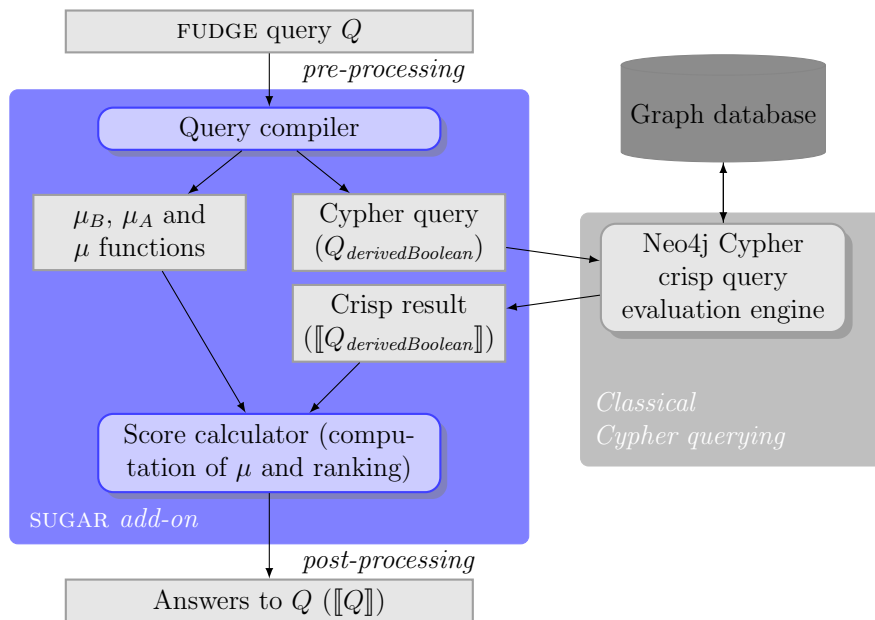 FUDGE query Q
pre-processing
Query compiler
Graph database
μ_B, μ_A and
μ functions
Cypher query
(Q_derivedBoolean)
Neo4j Cypher
crisp query
evaluation engine
Crisp result
(⟦Q_derivedBoolean⟧)
Classical
Cypher querying
Score calculator (compu-
tation of μ and ranking)
SUGAR add-on
post-processing
Answers to Q (⟦Q⟧)